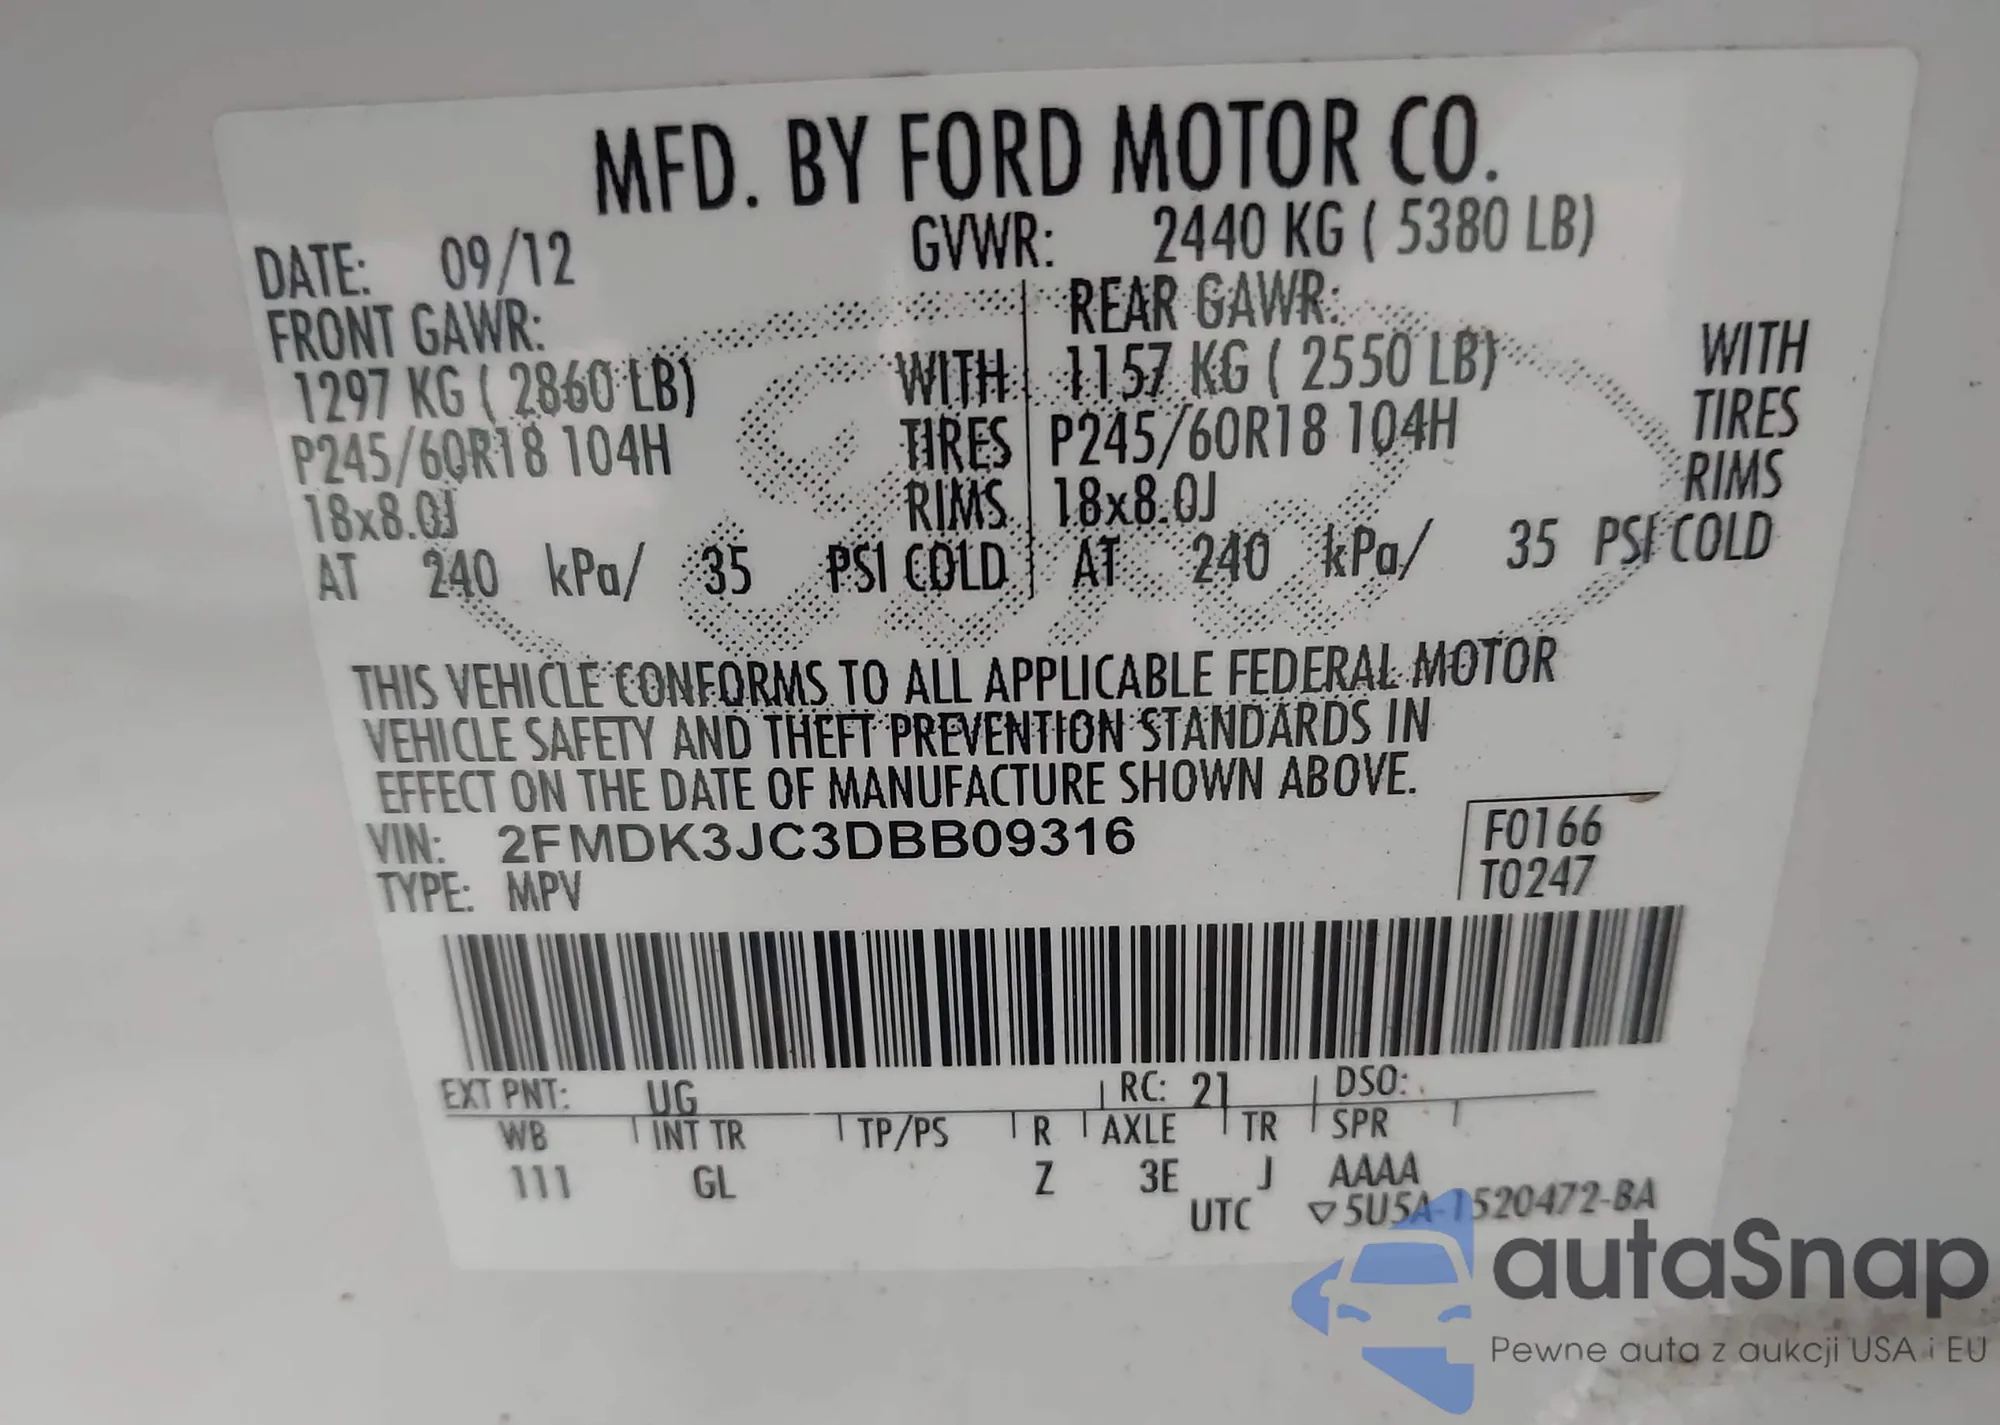 MFD. BY FORD MOTOR CO.
DATE: 09/12 GVWR: 2440 KG ( 5380 LB)
FRONT GAWR: REAR GAWR:
1297 KG ( 2860 LB) WITH 1157 KG ( 2550 LB) WITH
P245/60R18 104H TIRES P245/60R18 104H TIRES
18x8.0J RIMS 18x8.0J RIMS
AT 240 kPa/ 35 PSI COLD AT 240 kPa/ 35 PSI COLD
THIS VEHICLE CONFORMS TO ALL APPLICABLE FEDERAL MOTOR
VEHICLE SAFETY AND THEFT PREVENTION STANDARDS IN
EFFECT ON THE DATE OF MANUFACTURE SHOWN ABOVE.
VIN: 2FMDK3JC3DBB09316 F0166
TYPE: MPV T0247
EXT PNT: UG RC: 21 DSO:
WB INT TR TP/PS R AXLE TR SPR
111 GL Z 3E J AAAA
UTC ▽5U5A-1520472-BA
autaSnap
Pewne auta z aukcji USA i EU